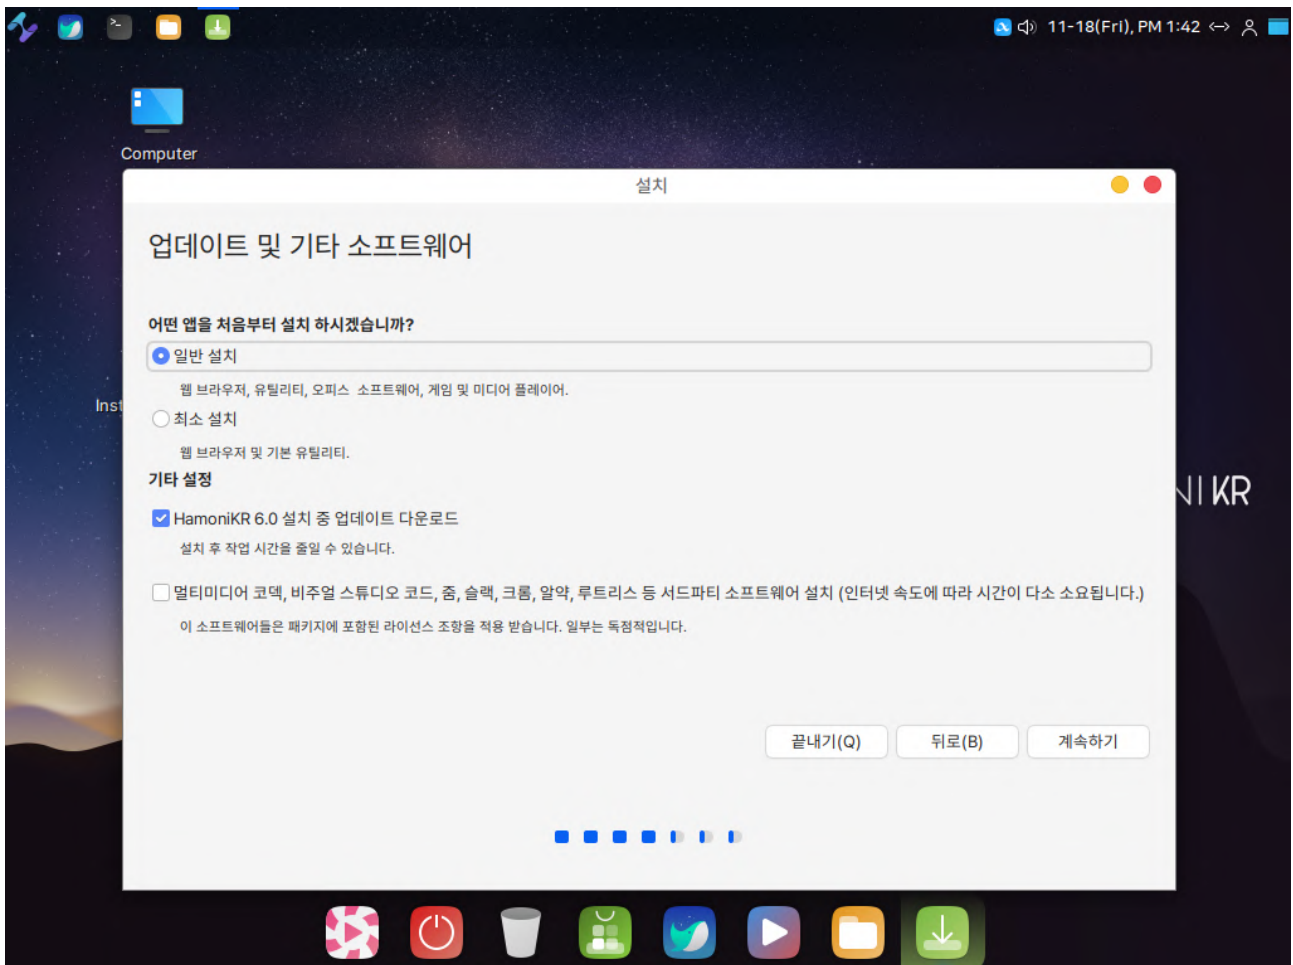 11-18(Fri), PM 1:42
Computer
설치
업데이트 및 기타 소프트웨어
어떤 앱을 처음부터 설치 하시겠습니까?
일반 설치
웹 브라우저, 유틸리티, 오피스 소프트웨어, 게임 및 미디어 플레이어.
Inst
최소 설치
웹 브라우저 및 기본 유틸리티.
기타 설정
NI KR
HamoniKR 6.0 설치 중 업데이트 다운로드
설치 후 작업 시간을 줄일 수 있습니다.
멀티미디어 코덱, 비주얼 스튜디오 코드, 줌, 슬랙, 크롬, 알약, 루트리스 등 서드파티 소프트웨어 설치 (인터넷 속도에 따라 시간이 다소 소요됩니다.)
이 소프트웨어들은 패키지에 포함된 라이선스 조항을 적용 받습니다. 일부는 독점적입니다.
끝내기(Q)
뒤로(B)
계속하기